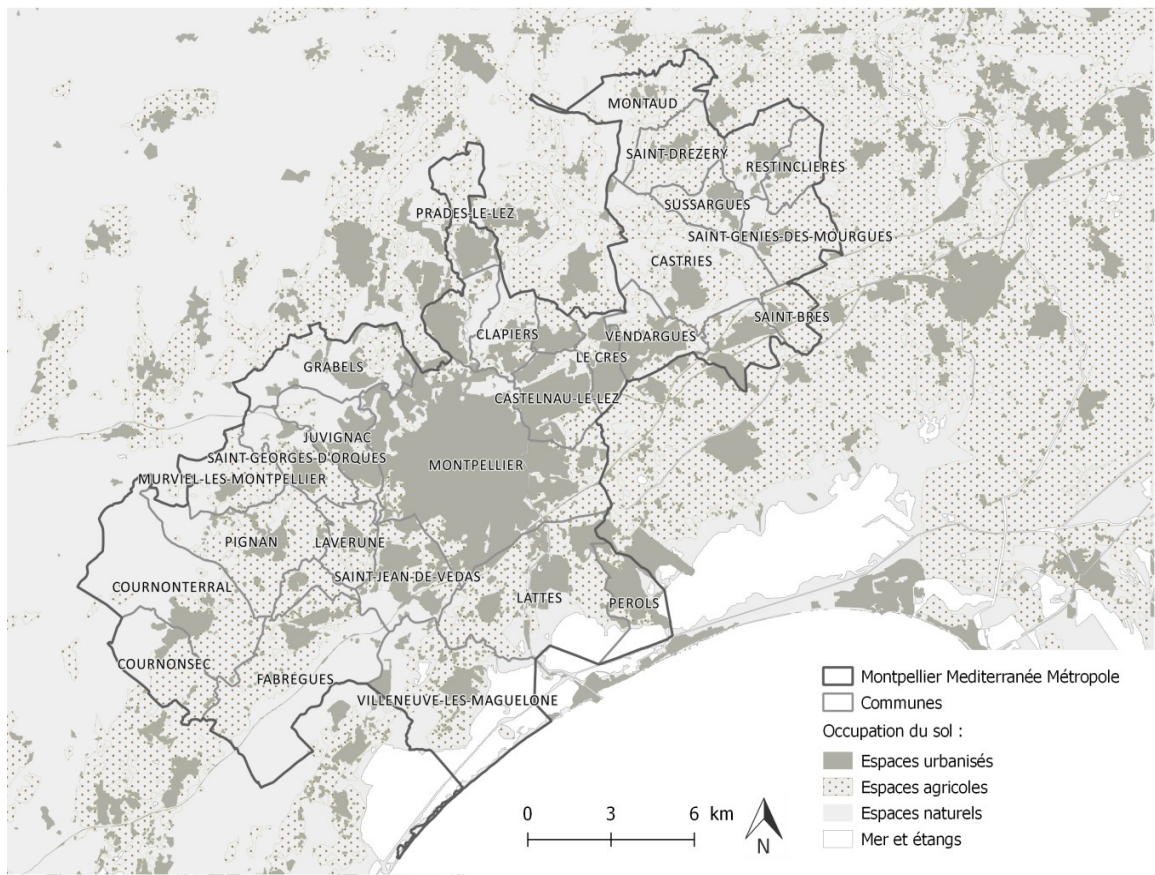 MONTAUD
SAINT-DREZERY
RESTINCLIERES
SUSSARGUES
PRADES-LE-LEZ
SAINT-GENIES-DES-MOURGUES
CASTRIES
SAINT-BRES
CLAPIERS
VENDARGUES
LE CRES
GRABELS
CASTELNAU-LE-LEZ
JUVIGNAC
SAINT-GEORGES-D'ORQUES
MONTPELLIER
MURVIEL-LES-MONTPELLIER
PIGNAN
LAVERUNE
SAINT-JEAN-DE-VEDAS
COURNONTERRAL
LATTES
PEROLS
COURNONSEC
FABREGUES
VILLENEUVE-LES-MAGUELONE
Montpellier Mediterranée Métropole
Communes
Occupation du sol :
Espaces urbanisés
Espaces agricoles
Espaces naturels
Mer et étangs
0 3 6 km
N